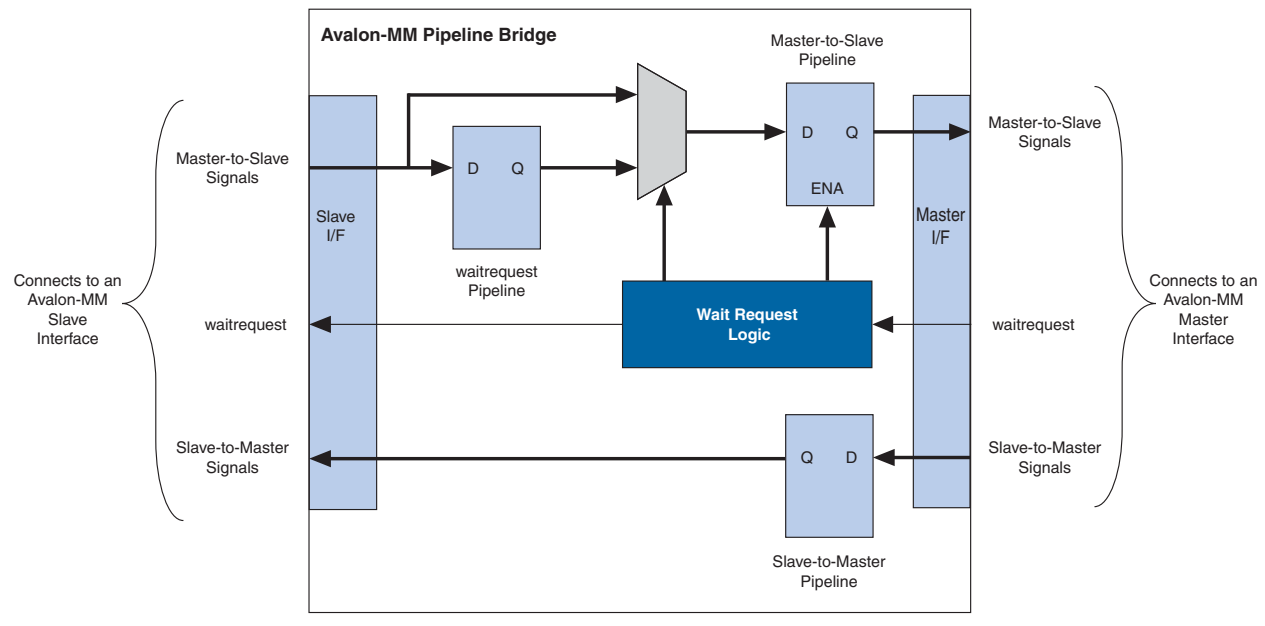 Avalon-MM Pipeline Bridge
Master-to-Slave
Pipeline
Master-to-Slave
Signals
D Q
ENA
Master-to-Slave
Signals
D Q
waitrequest
Pipeline
Slave
I/F
Master
I/F
Connects to an
Avalon-MM
Slave
Interface
waitrequest
Wait Request
Logic
waitrequest
Connects to an
Avalon-MM
Master
Interface
Slave-to-Master
Signals
Q D
Slave-to-Master
Signals
Slave-to-Master
Pipeline